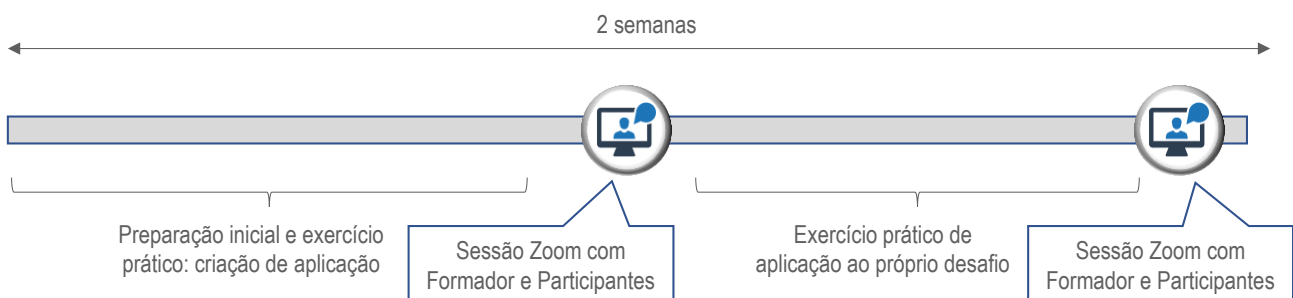 2 semanas
Preparação inicial e exercício
prático: criação de aplicação
Sessão Zoom com
Formador e Participantes
Exercício prático de
aplicação ao próprio desafio
Sessão Zoom com
Formador e Participantes